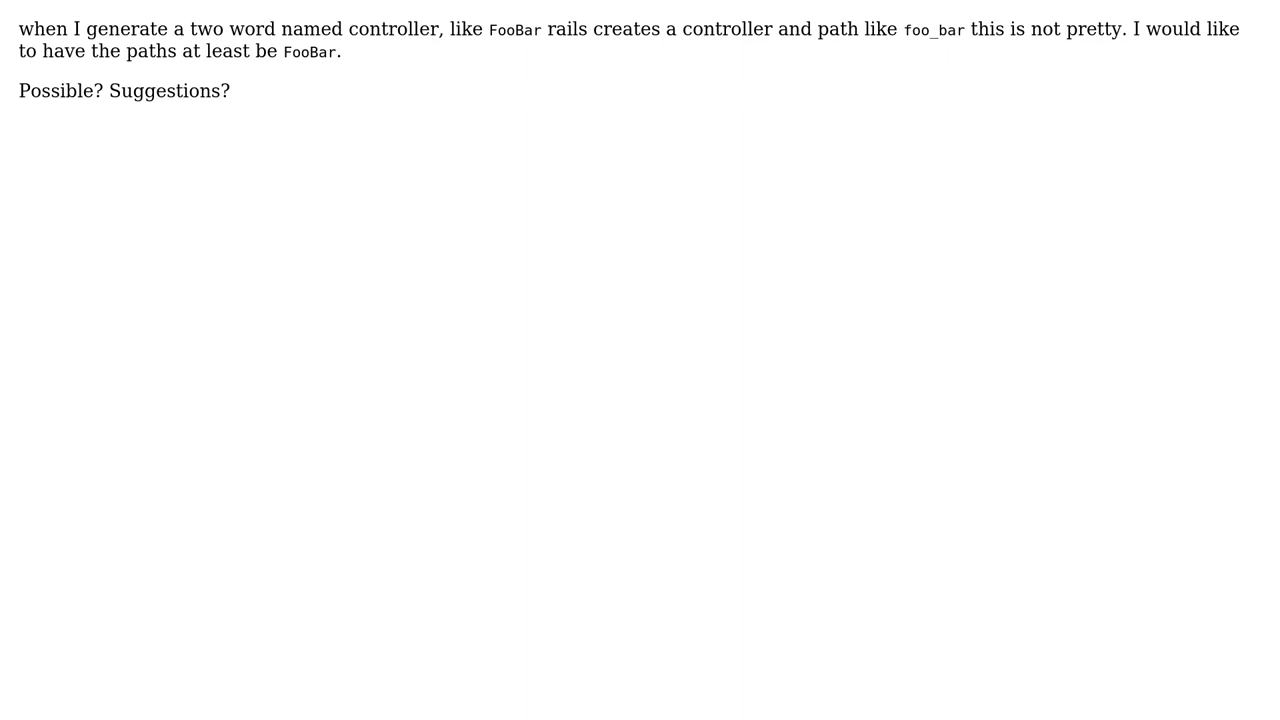 when I generate a two word named controller, like FooBar rails creates a controller and path like foo_bar this is not pretty. I would like
to have the paths at least be FooBar.
Possible? Suggestions?